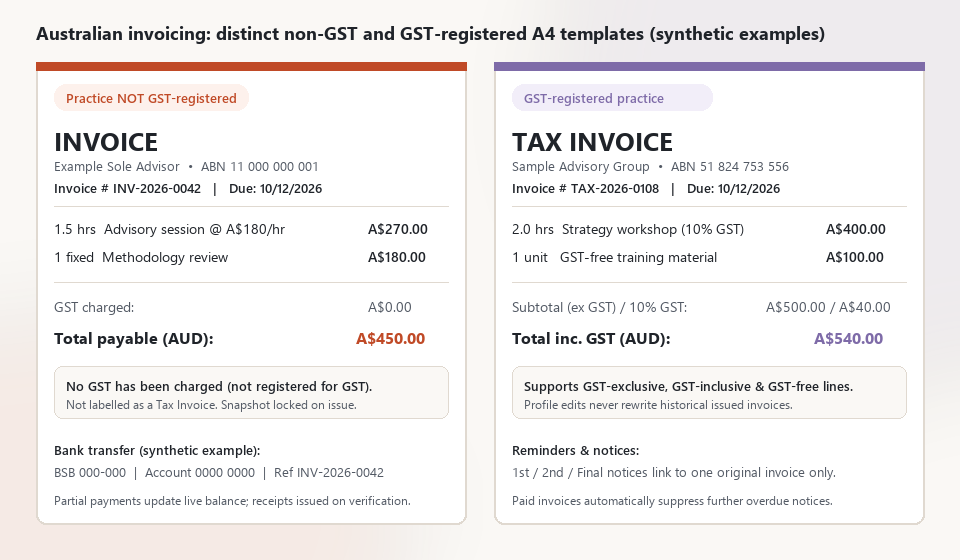 Australian invoicing: distinct non-GST and GST-registered A4 templates (synthetic examples)
Practice NOT GST-registered
INVOICE
Example Sole Advisor • ABN 11 000 000 001
Invoice # INV-2026-0042 | Due: 10/12/2026
1.5 hrs Advisory session @ A$180/hr A$270.00
1 fixed Methodology review A$180.00
GST charged: A$0.00
Total payable (AUD): A$450.00
No GST has been charged (not registered for GST).
Not labelled as a Tax Invoice. Snapshot locked on issue.
Bank transfer (synthetic example):
BSB 000-000 | Account 0000 0000 | Ref INV-2026-0042
Partial payments update live balance; receipts issued on verification.
GST-registered practice
TAX INVOICE
Sample Advisory Group • ABN 51 824 753 556
Invoice # TAX-2026-0108 | Due: 10/12/2026
2.0 hrs Strategy workshop (10% GST) A$400.00
1 unit GST-free training material A$100.00
Subtotal (ex GST) / 10% GST: A$500.00 / A$40.00
Total inc. GST (AUD): A$540.00
Supports GST-exclusive, GST-inclusive & GST-free lines.
Profile edits never rewrite historical issued invoices.
Reminders & notices:
1st / 2nd / Final notices link to one original invoice only.
Paid invoices automatically suppress further overdue notices.